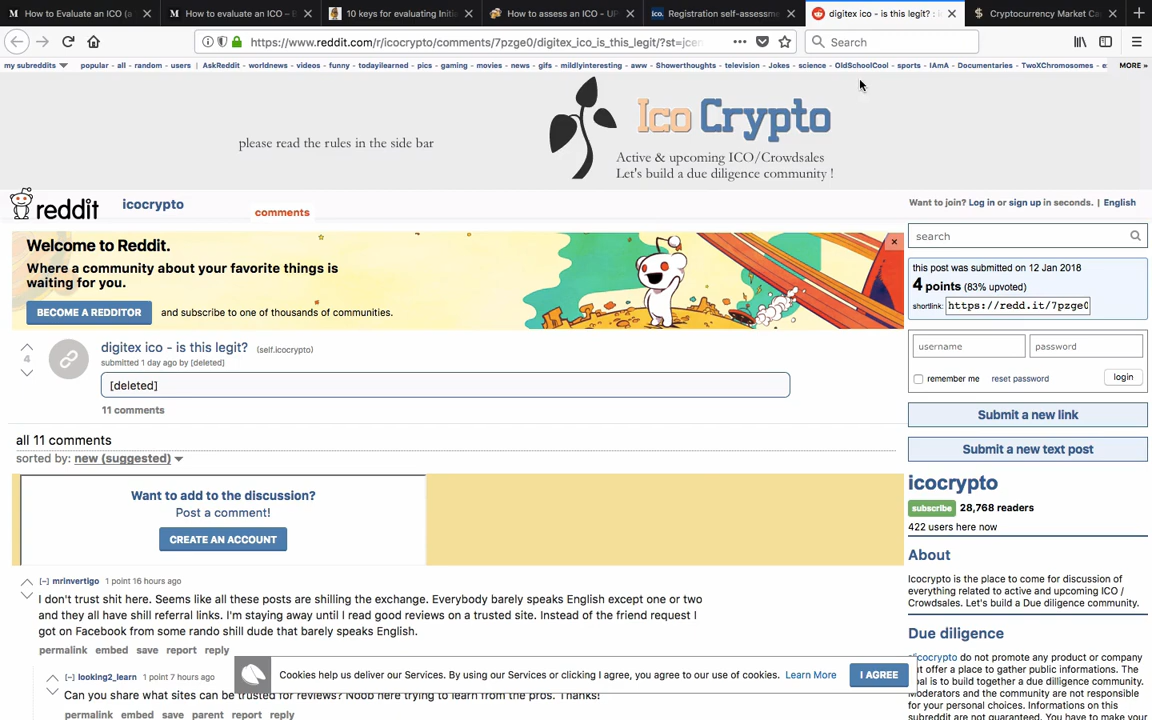 How to Evaluate an ICO (a
How to evaluate an ICO – B
10 keys for evaluating Initi
How to assess an ICO - UP
ico. Registration self-assessm
digitex ico - is this legit? : i
Cryptocurrency Market Ca
https://www.reddit.com/r/icocrypto/comments/7pzge0/digitex_ico_is_this_legit/?st=jce
Search
my subreddits popular - all - random - users | AskReddit - worldnews - videos - funny - todayilearned - pics - gaming - movies - news - gifs - mildlyinteresting - aww - Showerthoughts - television - Jokes - science - OldSchoolCool - sports - IAmA - Documentaries - TwoXChromosomes - e MORE »
please read the rules in the side bar
Ico Crypto
Active & upcoming ICO/Crowdsales
Let's build a due diligence community !
reddit icocrypto comments
Want to join? Log in or sign up in seconds. | English
Welcome to Reddit.
Where a community about your favorite things is
waiting for you.
BECOME A REDDITOR and subscribe to one of thousands of communities.
4
digitex ico - is this legit? (self.icocrypto)
submitted 1 day ago by [deleted]
[deleted]
11 comments
all 11 comments
sorted by: new (suggested)
Want to add to the discussion?
Post a comment!
CREATE AN ACCOUNT
[–] mrinvertigo 1 point 16 hours ago
I don't trust shit here. Seems like all these posts are shilling the exchange. Everybody barely speaks English except one or two
and they all have shill referral links. I'm staying away until I read good reviews on a trusted site. Instead of the friend request I
got on Facebook from some rando shill dude that barely speaks English.
permalink embed save report reply
[–] looking2_learn 1 point 7 hours ago
Can you share what sites can be trusted for reviews? Noob here trying to learn from the pros. Thanks!
permalink embed save parent report reply
Cookies help us deliver our Services. By using our Services or clicking I agree, you agree to our use of cookies. Learn More I AGREE
search
this post was submitted on 12 Jan 2018
4 points (83% upvoted)
shortlink: https://redd.it/7pzge0
username password
remember me reset password login
Submit a new link
Submit a new text post
icocrypto
subscribe 28,768 readers
422 users here now
About
Icocrypto is the place to come for discussion of
everything related to active and upcoming ICO /
Crowdsales. Let's build a Due diligence community.
Due diligence
r/icocrypto do not promote any product or company
but offer a place to gather public informations. The
goal is to build together a due dilligence community.
Moderators and the community are not responsible
for your personal choices. Informations on this
subreddit are not guaranteed. You have to make your